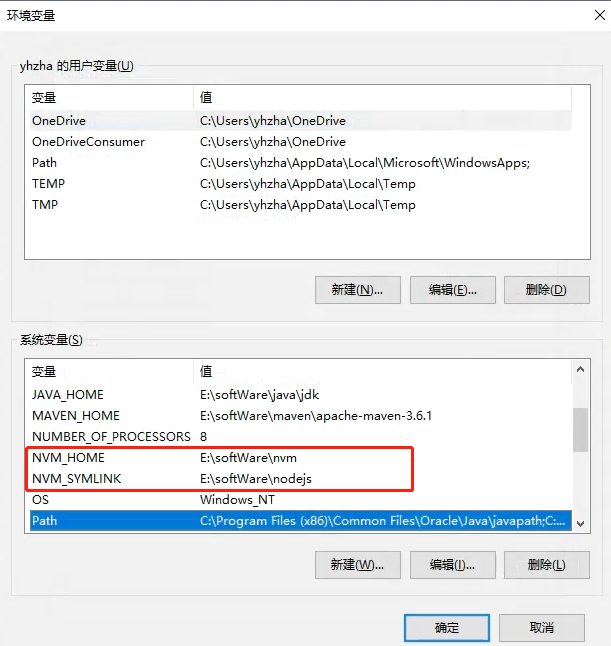 环境变量
yhzha 的用户变量(U)
变量 值
OneDrive C:\Users\yhzha\OneDrive
OneDriveConsumer C:\Users\yhzha\OneDrive
Path C:\Users\yhzha\AppData\Local\Microsoft\WindowsApps;
TEMP C:\Users\yhzha\AppData\Local\Temp
TMP C:\Users\yhzha\AppData\Local\Temp
新建(N)... 编辑(E)... 删除(D)
系统变量(S)
变量 值
JAVA_HOME E:\softWare\java\jdk
MAVEN_HOME E:\softWare\maven\apache-maven-3.6.1
NUMBER_OF_PROCESSORS 8
NVM_HOME E:\softWare\nvm
NVM_SYMLINK E:\softWare\nodejs
OS Windows_NT
Path C:\Program Files (x86)\Common Files\Oracle\Java\javapath;C:...
新建(W)... 编辑(I)... 删除(L)
确定 取消